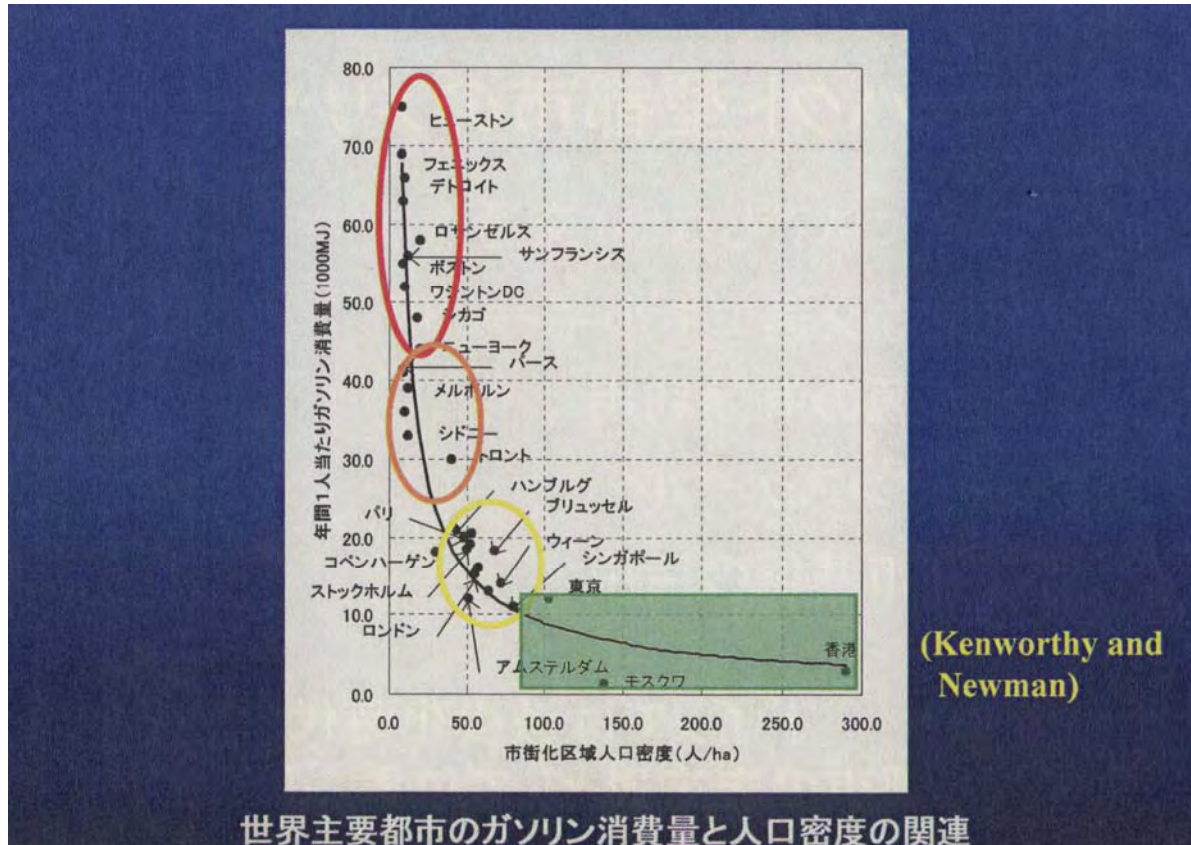 80.0
70.0
60.0
50.0
40.0
30.0
20.0
10.0
0.0
年間1人当たりガソリン消費量(1000MJ)
ヒューストン
フェニックス
デトロイト
ロサンゼルス
サンフランシス
ボストン
ワシントンDC
シカゴ
ニューヨーク
パース
メルボルン
シドニー
トロント
ハンブルグ
パリ
ブリュッセル
ウィーン
コペンハーゲン
シンガポール
ストックホルム
東京
ロンドン
アムステルダム
香港
モスクワ
0.0 50.0 100.0 150.0 200.0 250.0 300.0
市街化区域人口密度(人/ha)
(Kenworthy and
Newman)
世界主要都市のガソリン消費量と人口密度の関連